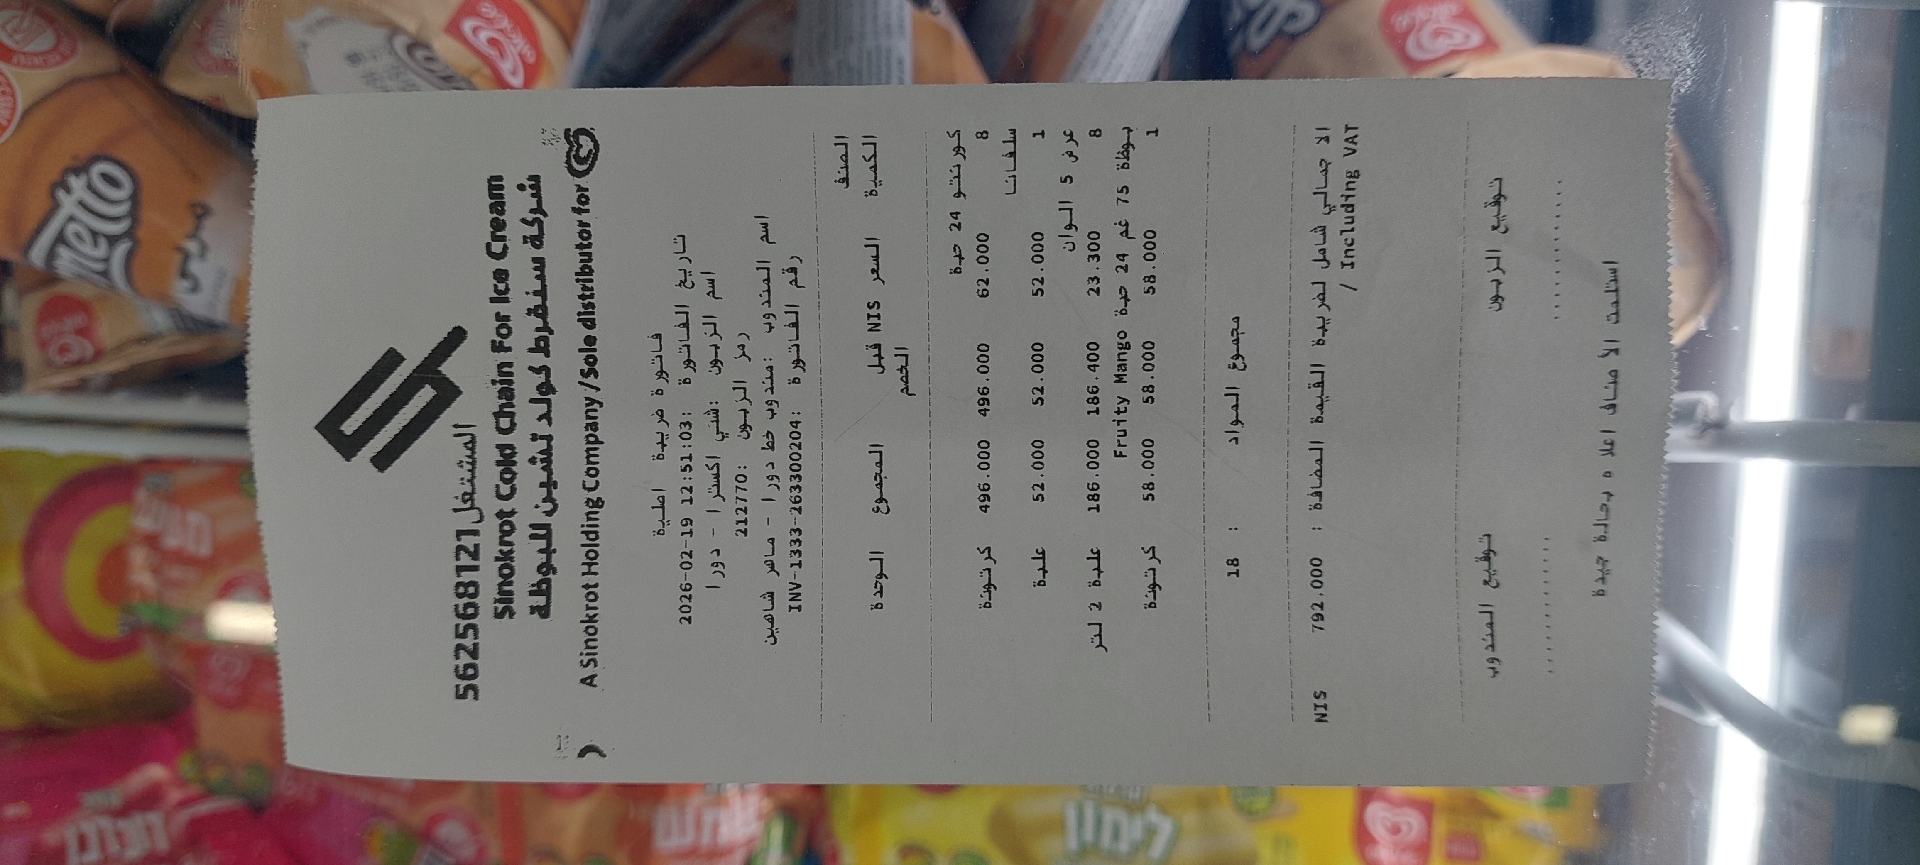 المشتغل 562568121
Sinokrot Cold Chain For Ice Cream
شركة سنقرط كولد تشين للبوظة
A Sinokrot Holding Company / Sole distributor for
فاتورة ضريبة اصلية
تاريخ الفاتورة :2026-02-19 12:51:03
اسم الزبون :شني اكسترا - دورا
رمز الزبون :212770
اسم المندوب :مندوب خط دورا - ماهر شاهين
رقم الفاتورة :INV-1333-263300204
الصنف
الكمية السعر NIS قبل المجموع الوحدة
الخصم
كورنتو 24 حبة
8 62.000 496.000 496.000 كرتونة
سلفانا
1 52.000 52.000 52.000 علبة
عرض 5 الوان
8 23.300 186.400 186.000 علبة 2 لتر
بوظة 75 غم 24 حبة Fruity Mango
1 58.000 58.000 58.000 كرتونة
مجموع المواد : 18
الاجمالي شامل لضريبة القيمة المضافة : 792.000 NIS
/ Including VAT
توقيع الزبون توقيع المندوب
استلمت الاصناف اعلاه بحالة جيدة